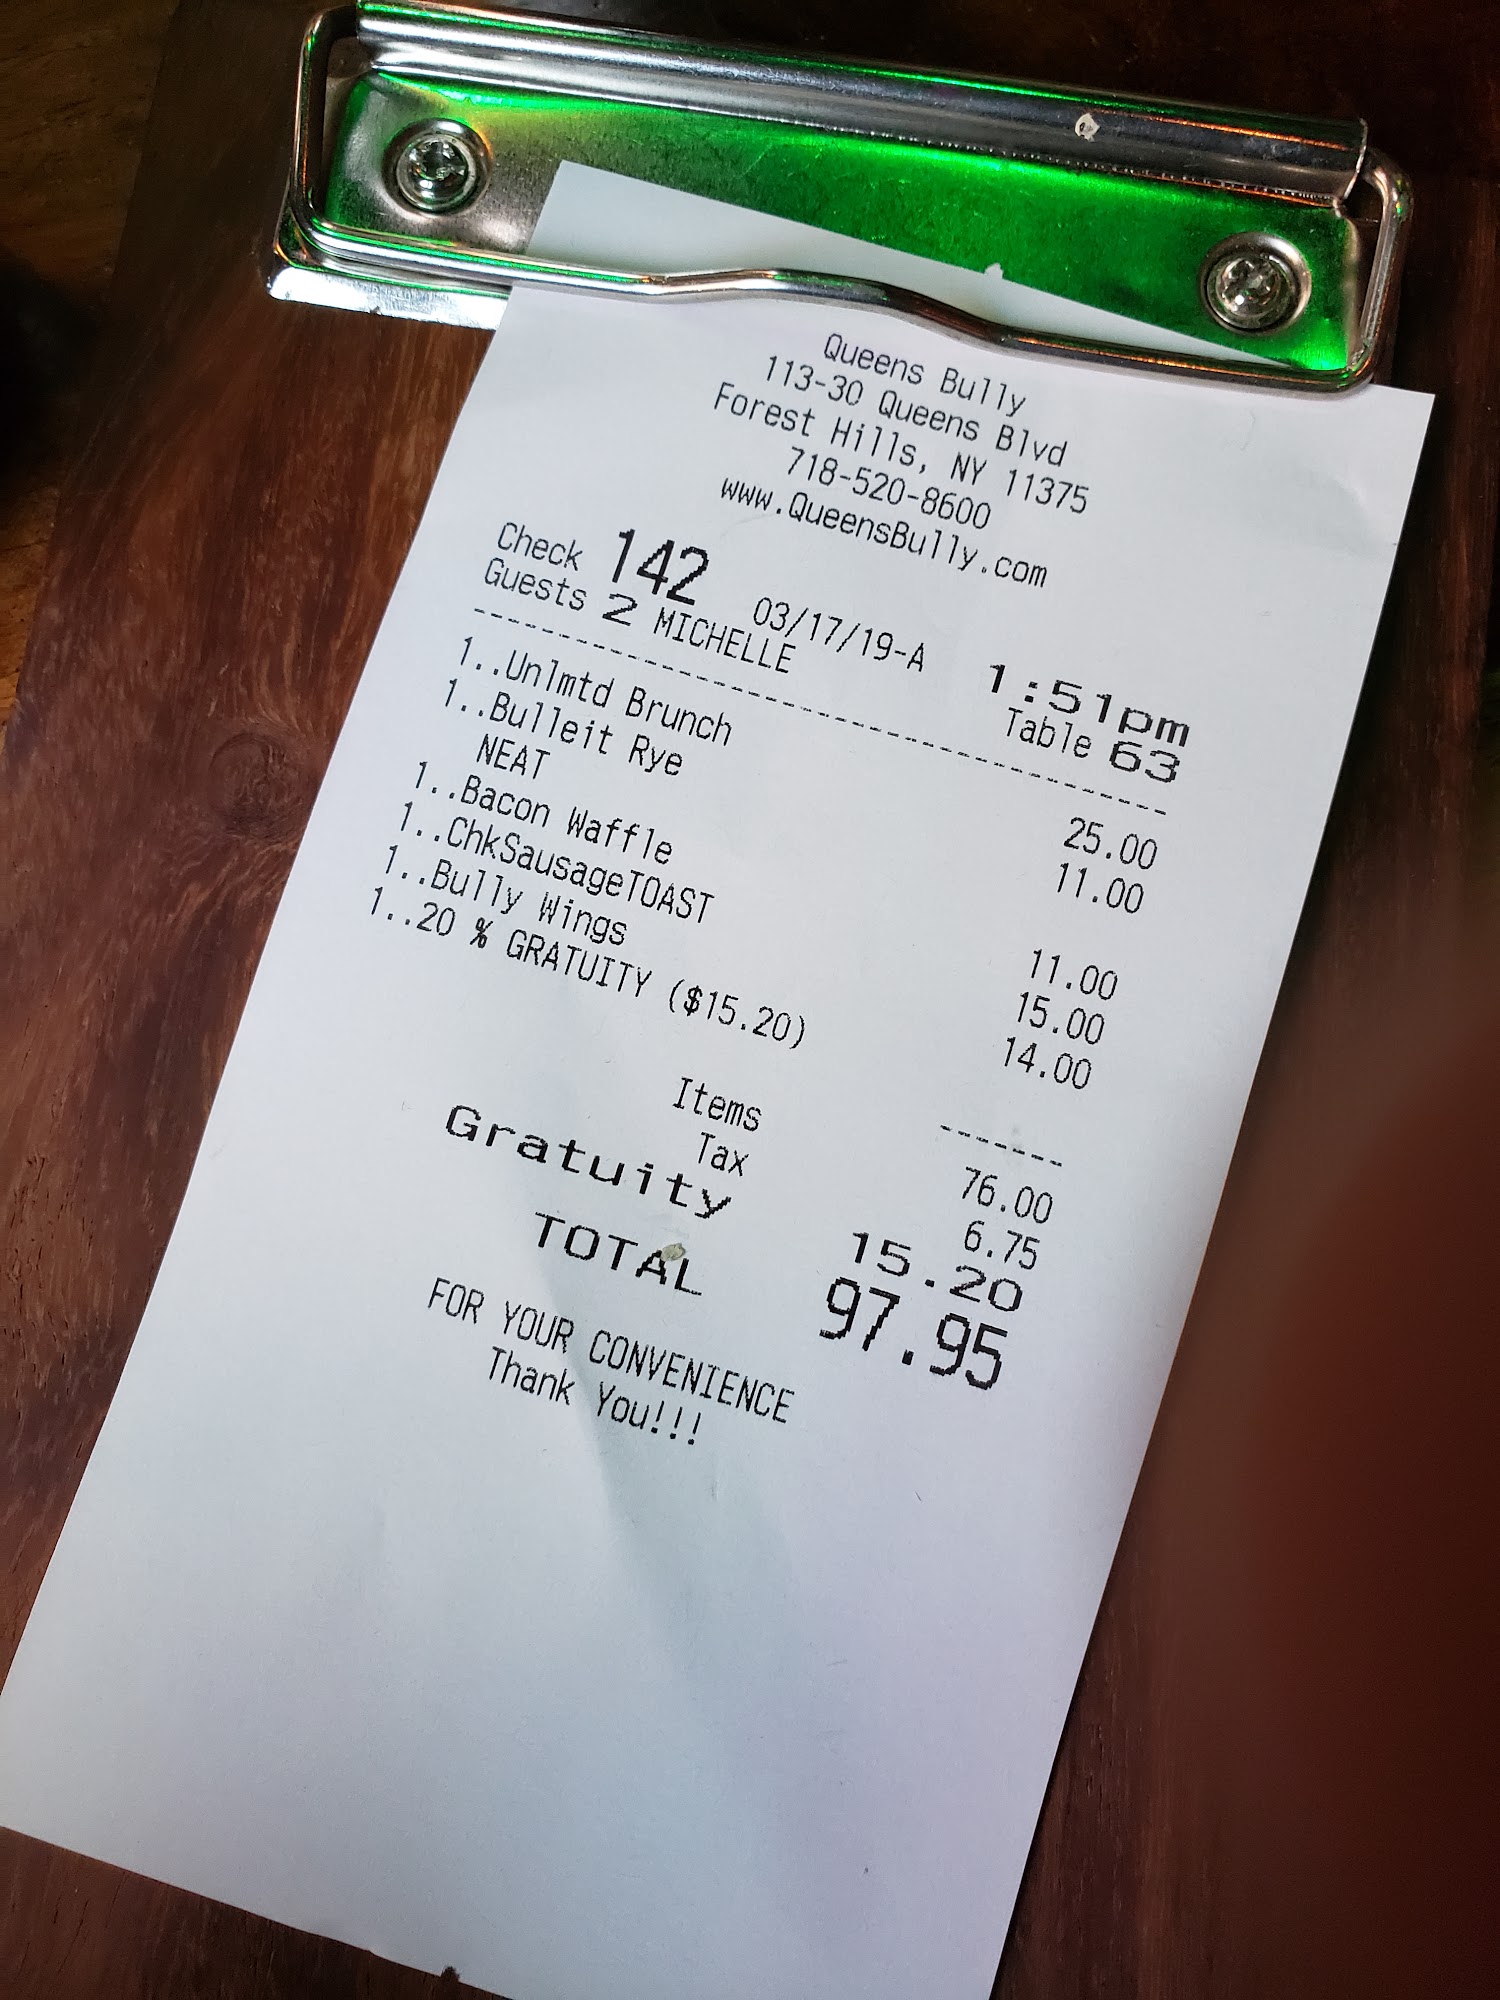 Queens Bully
113-30 Queens Blvd
Forest Hills, NY 11375
718-520-8600
www.QueensBully.com
Check 142 03/17/19-A 1:51pm
Guests 2 MICHELLE Table 63
1..Unlmtd Brunch 25.00
1..Bulleit Rye 11.00
NEAT
1..Bacon Waffle 11.00
1..ChkSausageTOAST 15.00
1..Bully Wings 14.00
1..20 % GRATUITY ($15.20)
Items 76.00
Tax 6.75
Gratuity 15.20
TOTAL 97.95
FOR YOUR CONVENIENCE
Thank You!!!